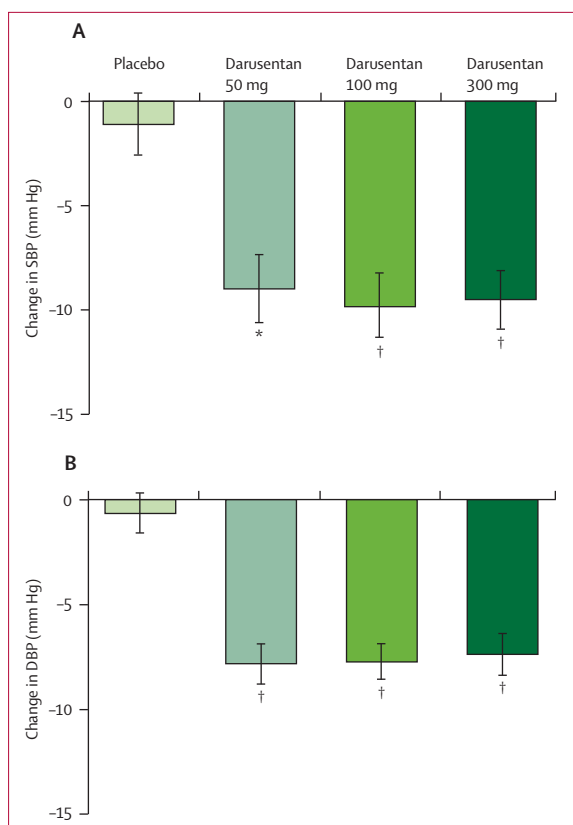 A
Placebo
Darusentan
50 mg
Darusentan
100 mg
Darusentan
300 mg
0
–5
–10
–15
Change in SBP (mm Hg)
*
†
†
B
0
–5
–10
–15
Change in DBP (mm Hg)
†
†
†